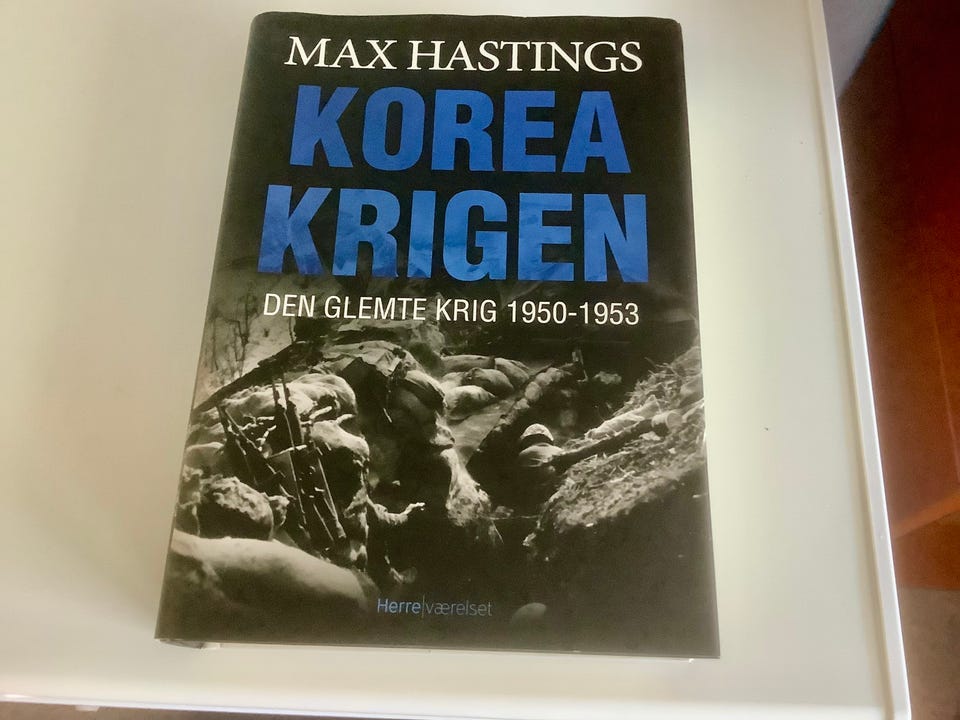 MAX HASTINGS
KOREA
KRIGEN
DEN GLEMTE KRIG 1950-1953
Herre|værelset